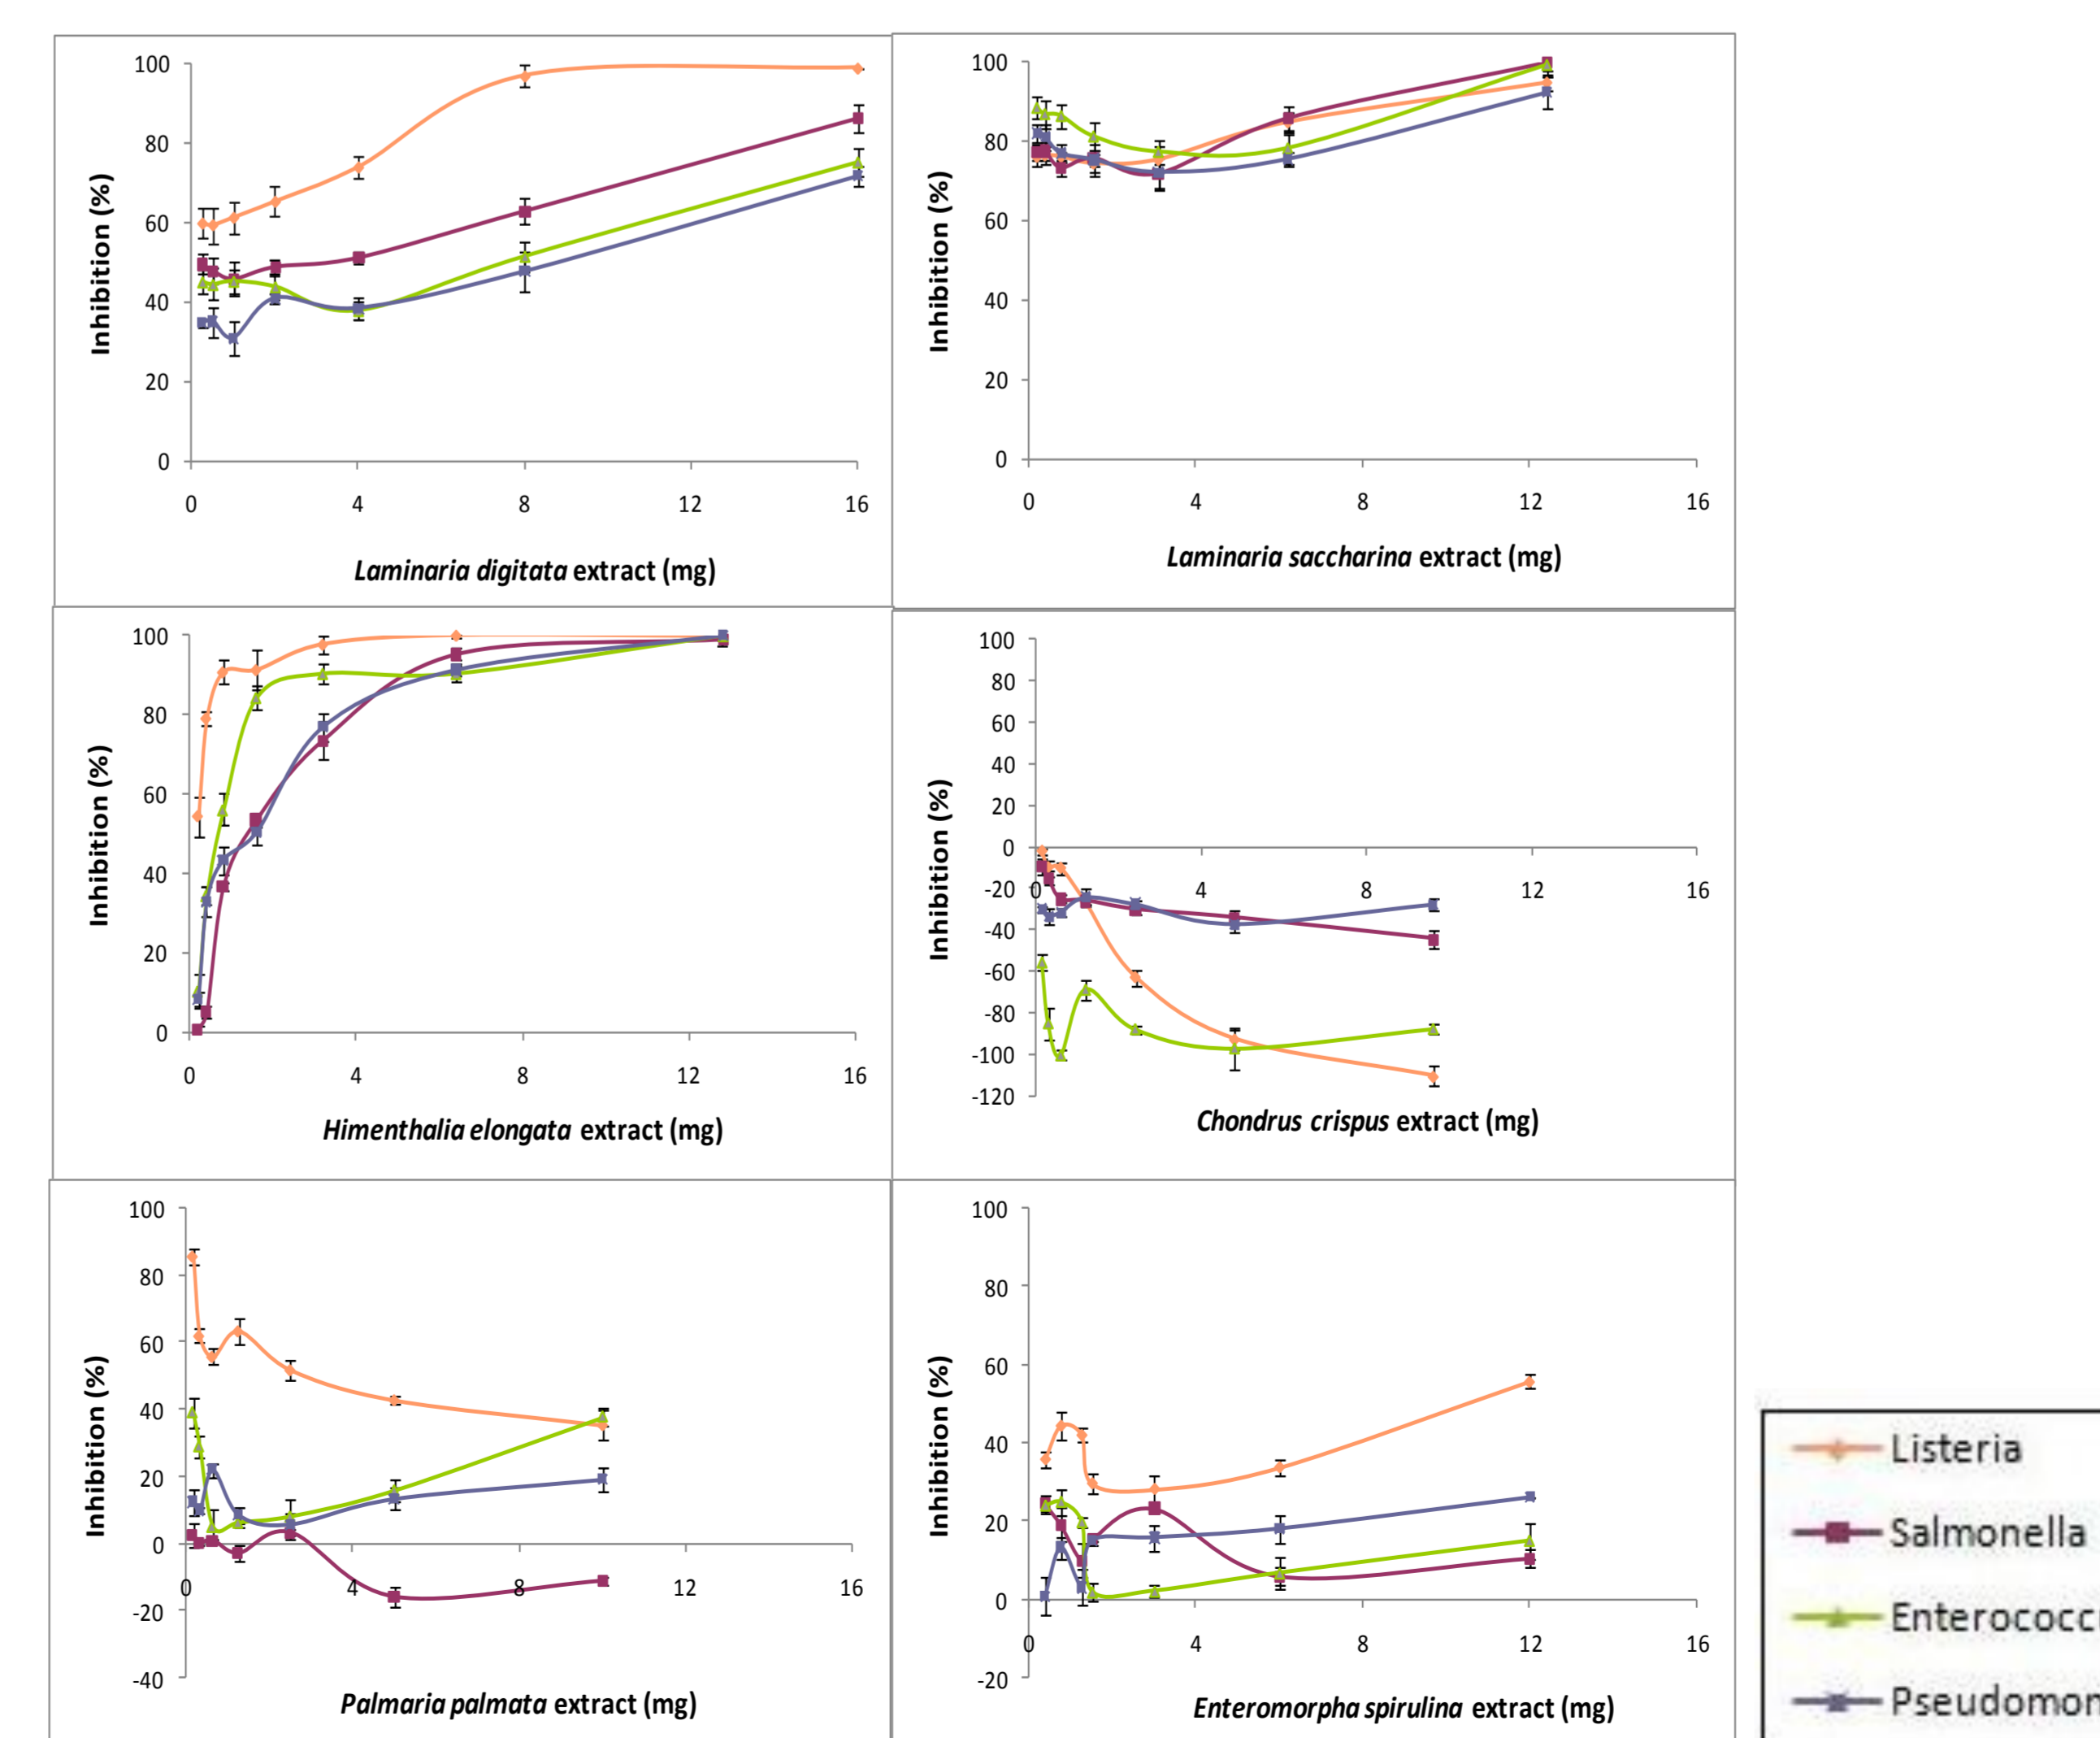 100
80
60
40
20
0
Inhibition (%)
0 4 8 12 16
Laminaria digitata extract (mg)
100
80
60
40
20
0
Inhibition (%)
0 4 8 12 16
Laminaria saccharina extract (mg)
100
80
60
40
20
0
Inhibition (%)
0 4 8 12 16
Himenthalia elongata extract (mg)
100
80
60
40
20
0
-20
-40
-60
-80
-100
-120
Inhibition (%)
0 4 8 12 16
Chondrus crispus extract (mg)
100
80
60
40
20
0
-20
-40
Inhibition (%)
0 4 8 12 16
Palmaria palmata extract (mg)
100
80
60
40
20
0
-20
Inhibition (%)
0 4 8 12 16
Enteromorpha spirulina extract (mg)
Listeria
Salmonella